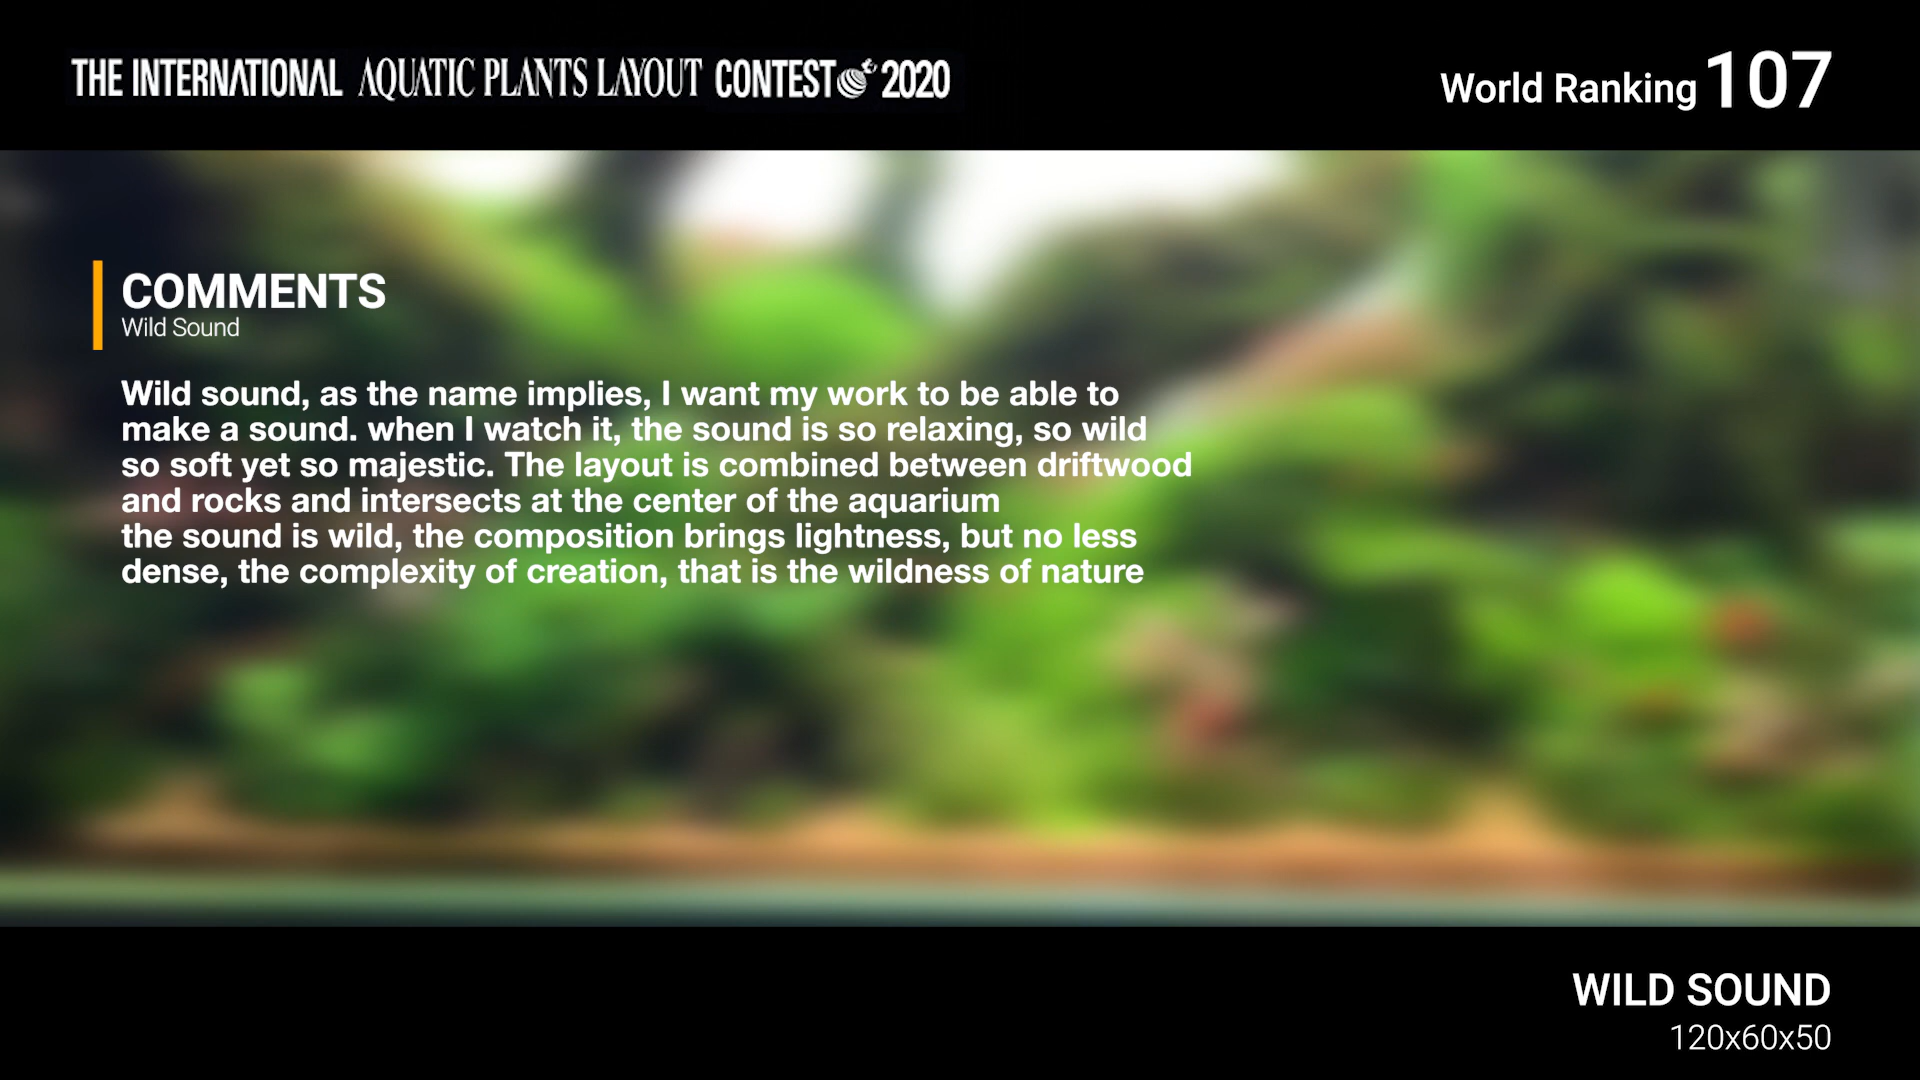 THE INTERNATIONAL AQUATIC PLANTS LAYOUT CONTEST 2020
World Ranking 107
COMMENTS
Wild Sound
Wild sound, as the name implies, I want my work to be able to
make a sound. when I watch it, the sound is so relaxing, so wild
so soft yet so majestic. The layout is combined between driftwood
and rocks and intersects at the center of the aquarium
the sound is wild, the composition brings lightness, but no less
dense, the complexity of creation, that is the wildness of nature
WILD SOUND
120x60x50